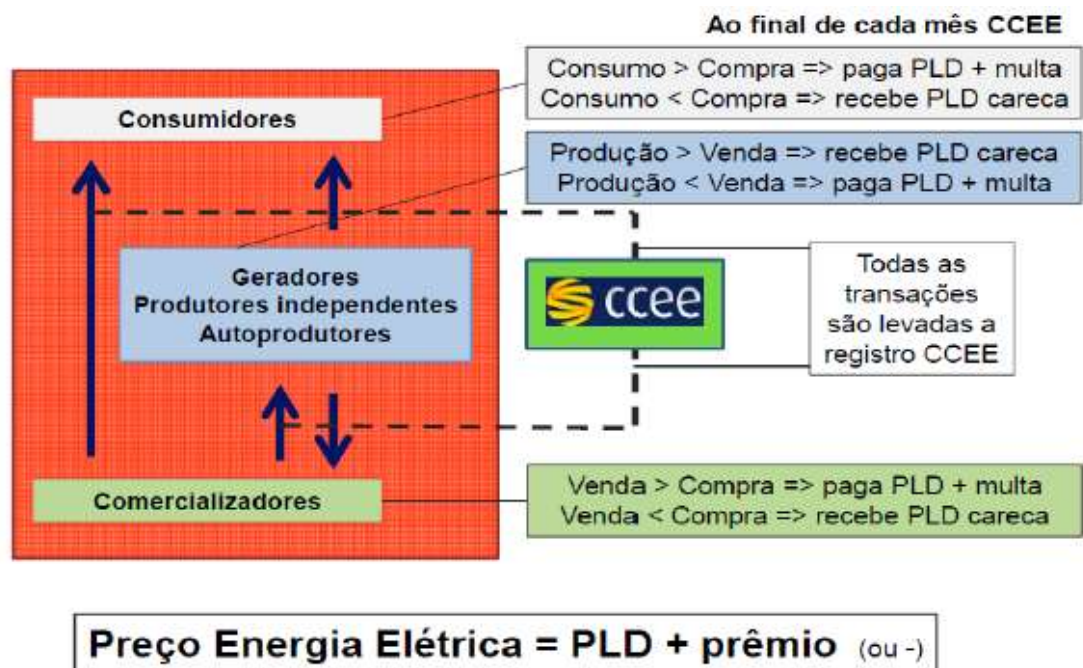 Ao final de cada mês CCEE
Consumo > Compra => paga PLD + multa
Consumo < Compra => recebe PLD careca
Consumidores
Produção > Venda => recebe PLD careca
Produção < Venda => paga PLD + multa
Geradores
Produtores independentes
Autoprodutores
ccee
Todas as
transações
são levadas a
registro CCEE
Comercializadores
Venda > Compra => paga PLD + multa
Venda < Compra => recebe PLD careca
Preço Energia Elétrica = PLD + prêmio (ou -)